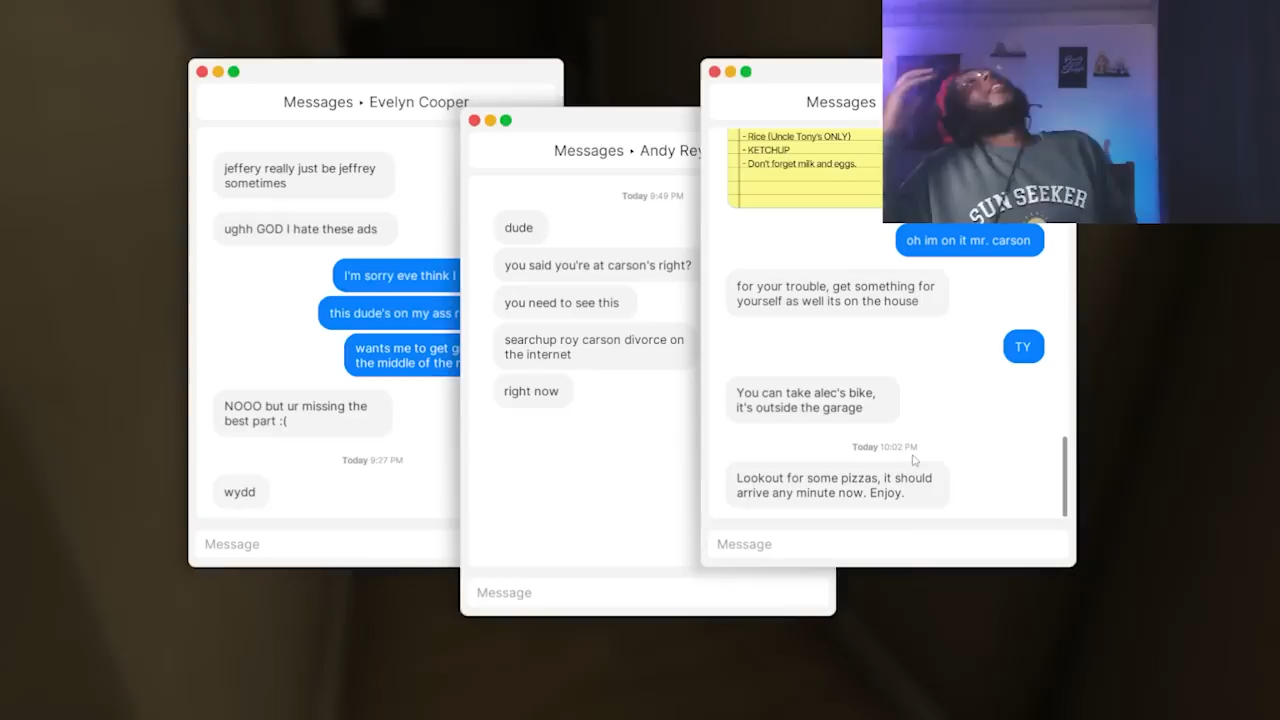 Messages ‣ Evelyn Cooper
jeffery really just be jeffrey
sometimes
ughh GOD I hate these ads
I'm sorry eve think I
this dude's on my ass
wants me to get
the middle of the
NOOO but ur missing the
best part :(
Today 9:27 PM
wydd
Message
Messages ‣ Andy
Today 9:49 PM
dude
you said you're at carson's right?
you need to see this
searchup roy carson divorce on
the internet
right now
Message
Messages
- Rice (Uncle Tony's ONLY)
- KETCHUP
- Don't forget milk and eggs.
oh im on it mr. carson
for your trouble, get something for
yourself as well its on the house
TY
You can take alec's bike,
it's outside the garage
Today 10:02 PM
Lookout for some pizzas, it should
arrive any minute now. Enjoy.
Message
SUN SEEKER